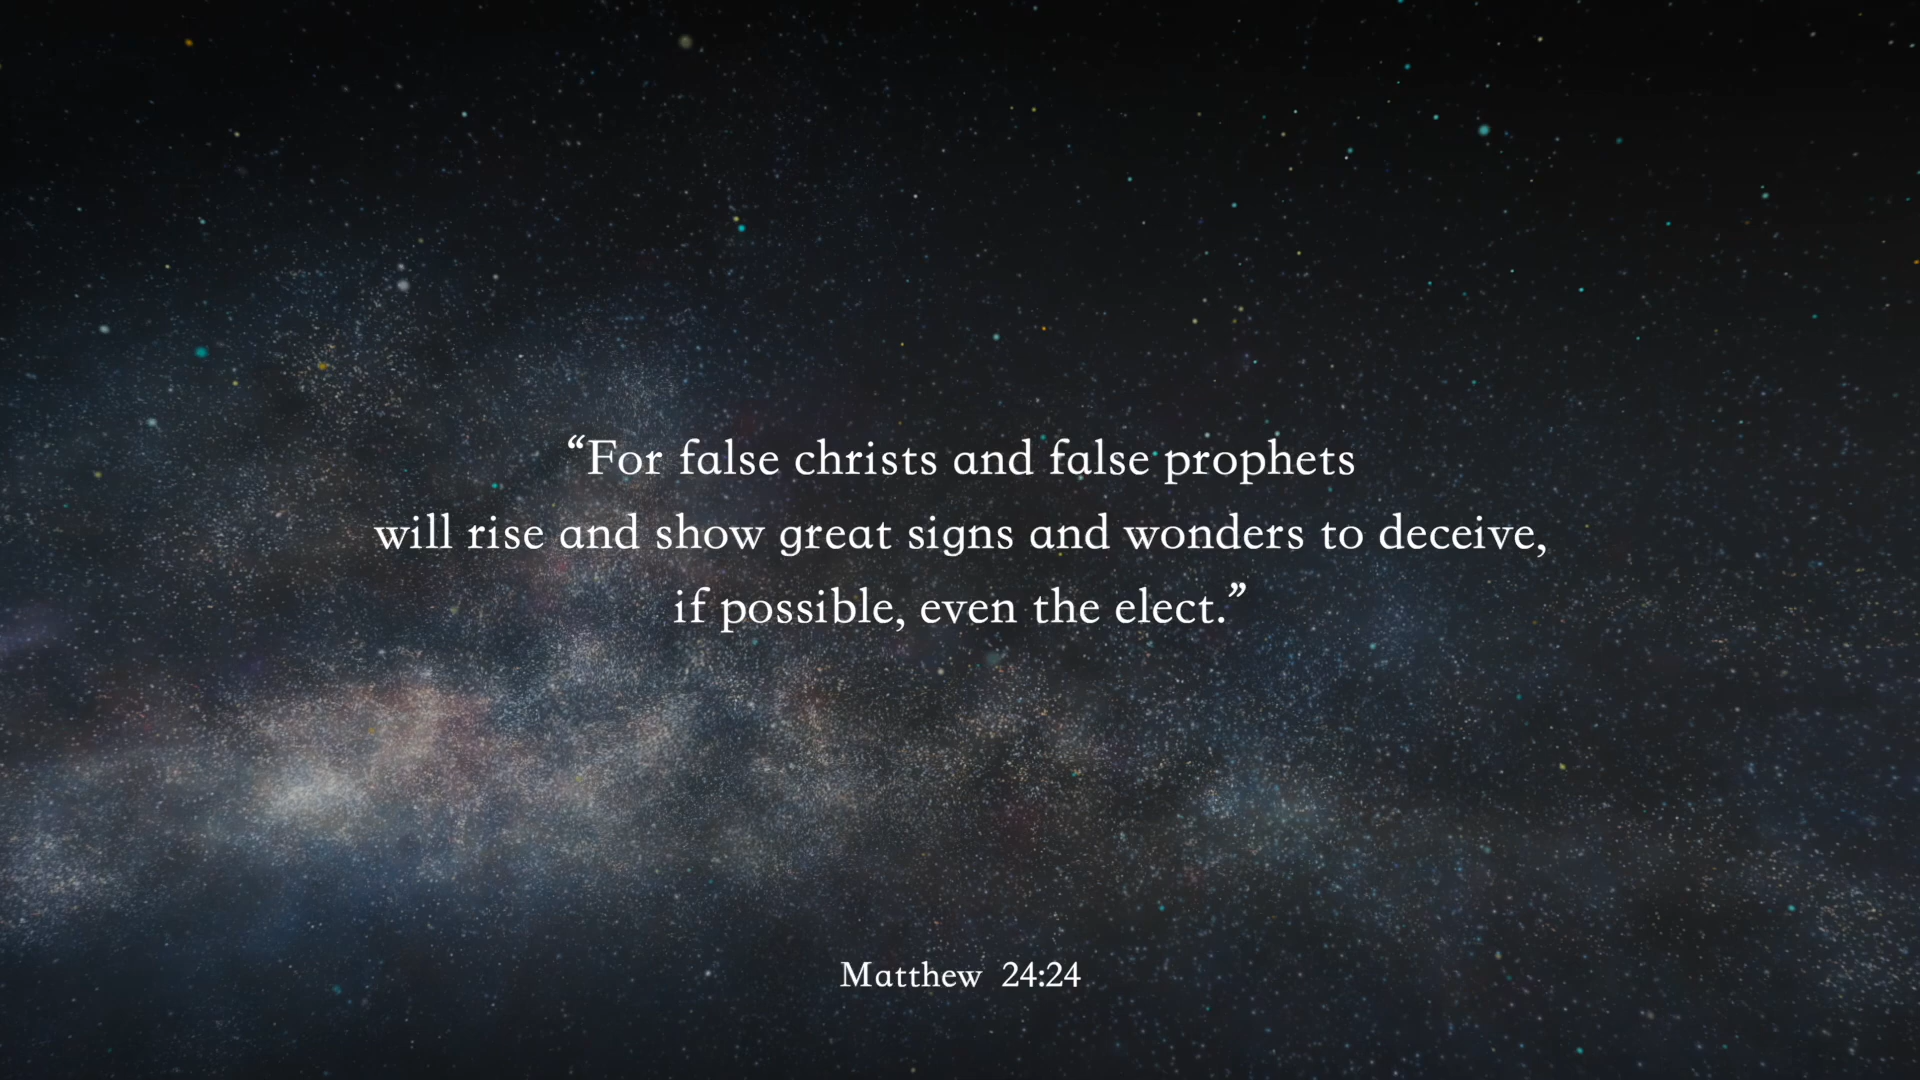 “For false christs and false prophets
will rise and show great signs and wonders to deceive,
if possible, even the elect.”
Matthew 24:24